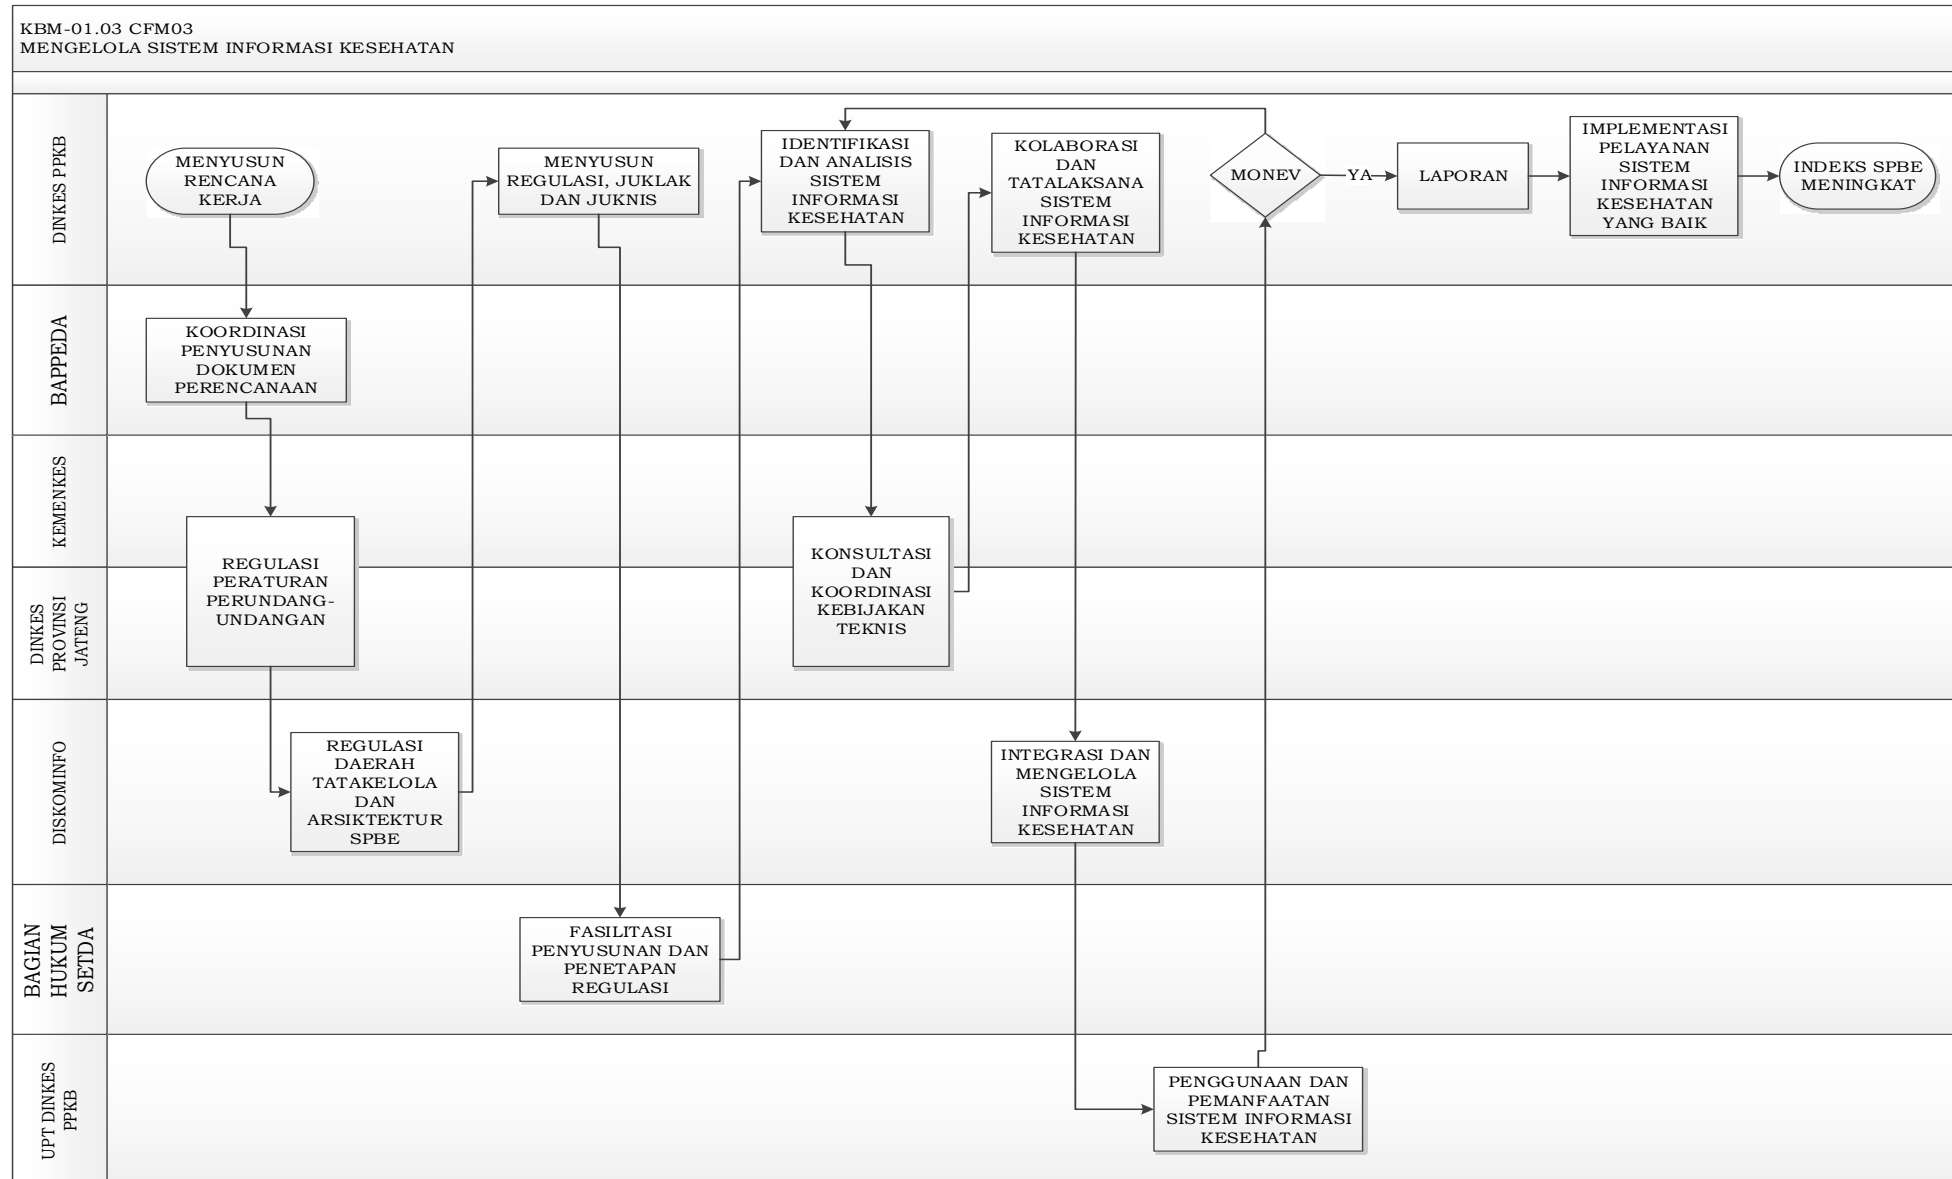 KBM-01.03 CFM03
MENGELOLA SISTEM INFORMASI KESEHATAN
DINKES PPKB
MENYUSUN
RENCANA
KERJA
MENYUSUN
REGULASI, JUKLAK
DAN JUKNIS
IDENTIFIKASI
DAN ANALISIS
SISTEM
INFORMASI
KESEHATAN
KOLABORASI
DAN
TATALAKSANA
SISTEM
INFORMASI
KESEHATAN
MONEV
YA
LAPORAN
IMPLEMENTASI
PELAYANAN
SISTEM
INFORMASI
KESEHATAN
YANG BAIK
INDEKS SPBE
MENINGKAT
BAPPEDA
KOORDINASI
PENYUSUNAN
DOKUMEN
PERENCANAAN
KEMENKES
DINKES
PROVINSI
JATENG
REGULASI
PERATURAN
PERUNDANG-
UNDANGAN
KONSULTASI
DAN
KOORDINASI
KEBIJAKAN
TEKNIS
DISKOMINFO
REGULASI
DAERAH
TATAKELOLA
DAN
ARSIKTEKTUR
SPBE
INTEGRASI DAN
MENGELOLA
SISTEM
INFORMASI
KESEHATAN
BAGIAN
HUKUM
SETDA
FASILITASI
PENYUSUNAN DAN
PENETAPAN
REGULASI
UPT DINKES
PPKB
PENGGUNAAN DAN
PEMANFAATAN
SISTEM INFORMASI
KESEHATAN